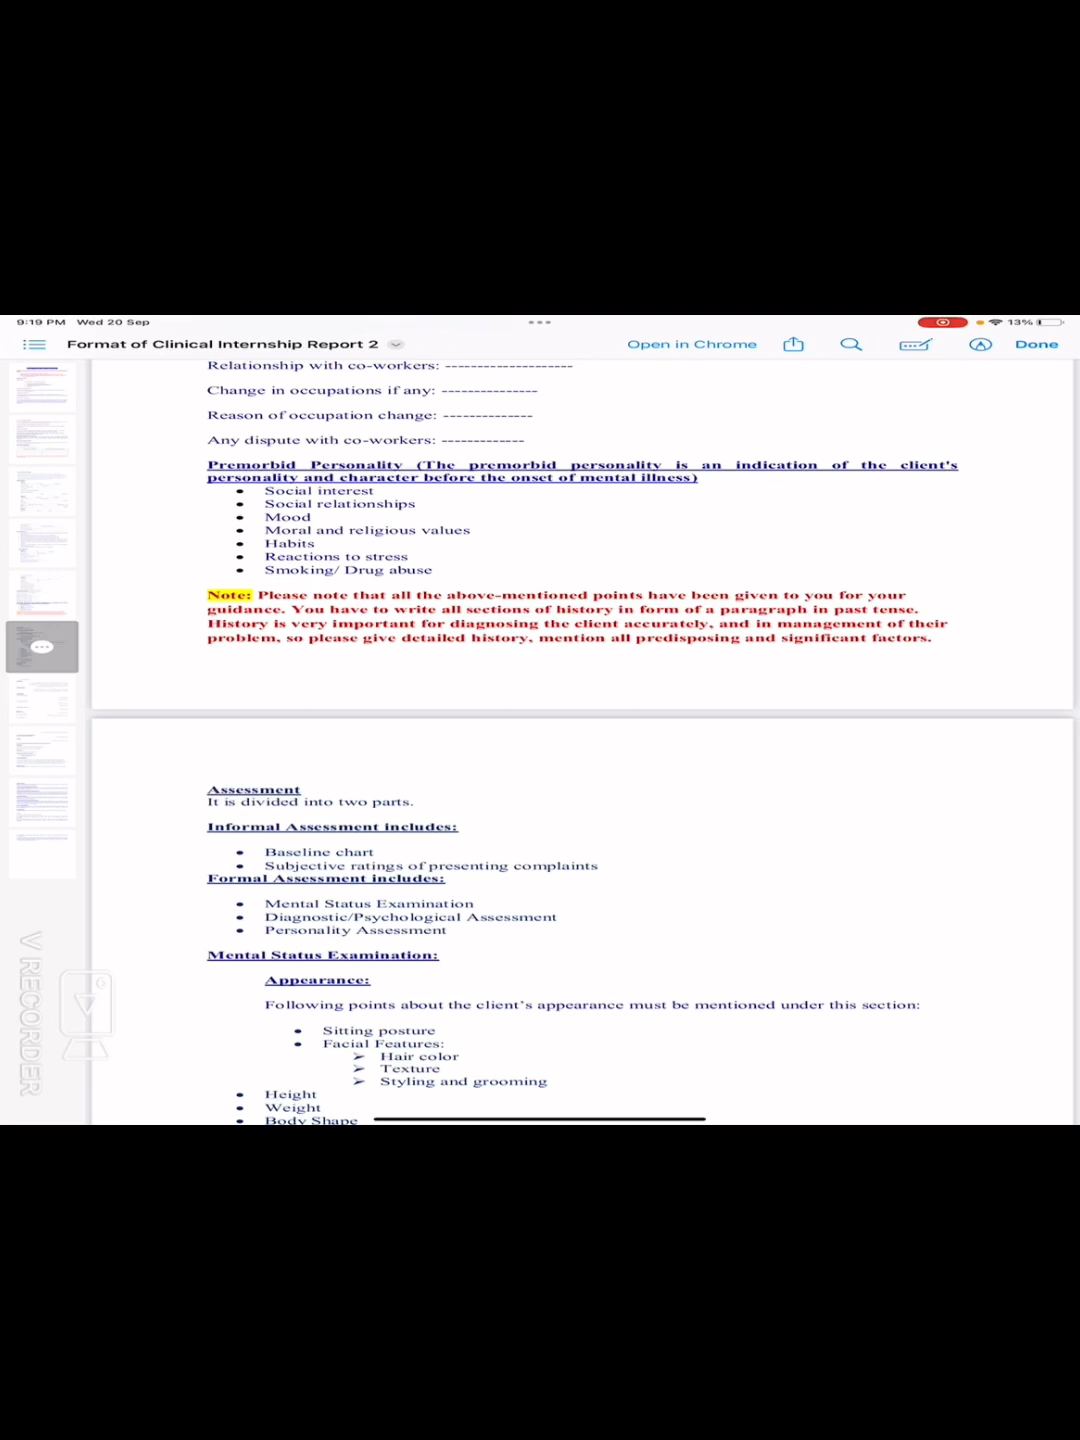 9:19 PM Wed 20 Sep
13%
Format of Clinical Internship Report 2
Open in Chrome
Done
Relationship with co-workers: --------------------
Change in occupations if any: ---------------
Reason of occupation change: --------------
Any dispute with co-workers: -------------
Premorbid Personality (The premorbid personality is an indication of the client's
personality and character before the onset of mental illness)
• Social interest
• Social relationships
• Mood
• Moral and religious values
• Habits
• Reactions to stress
• Smoking/ Drug abuse
Note: Please note that all the above-mentioned points have been given to you for your
guidance. You have to write all sections of history in form of a paragraph in past tense.
History is very important for diagnosing the client accurately, and in management of their
problem, so please give detailed history, mention all predisposing and significant factors.
Assessment
It is divided into two parts.
Informal Assessment includes:
• Baseline chart
• Subjective ratings of presenting complaints
Formal Assessment includes:
• Mental Status Examination
• Diagnostic/Psychological Assessment
• Personality Assessment
Mental Status Examination:
Appearance:
Following points about the client's appearance must be mentioned under this section:
• Sitting posture
• Facial Features:
➢ Hair color
➢ Texture
➢ Styling and grooming
• Height
• Weight
• Body Shape
V RECORDER